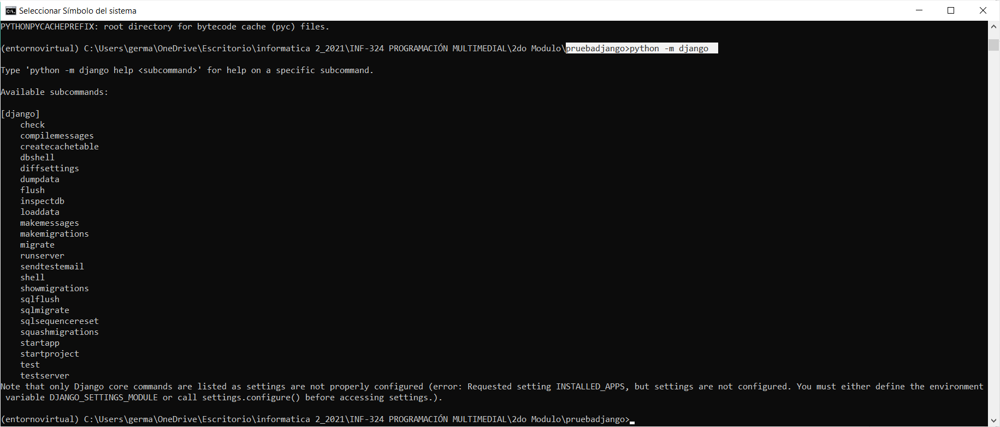 Seleccionar Símbolo del sistema
PYTHONPYCACHEPREFIX: root directory for bytecode cache (pyc) files.
(entornovirtual) C:\Users\germa\OneDrive\Escritorio\informatica 2_2021\INF-324 PROGRAMACIÓN MULTIMEDIAL\2do Modulo\pruebadjango>python -m django
Type 'python -m django help <subcommand>' for help on a specific subcommand.
Available subcommands:
[django]
check
compilemessages
createcachetable
dbshell
diffsettings
dumpdata
flush
inspectdb
loaddata
makemessages
makemigrations
migrate
runserver
sendtestemail
shell
showmigrations
sqlflush
sqlmigrate
sqlsequencereset
squashmigrations
startapp
startproject
test
testserver
Note that only Django core commands are listed as settings are not properly configured (error: Requested setting INSTALLED_APPS, but settings are not configured. You must either define the environment
variable DJANGO_SETTINGS_MODULE or call settings.configure() before accessing settings.).
(entornovirtual) C:\Users\germa\OneDrive\Escritorio\informatica 2_2021\INF-324 PROGRAMACIÓN MULTIMEDIAL\2do Modulo\pruebadjango>